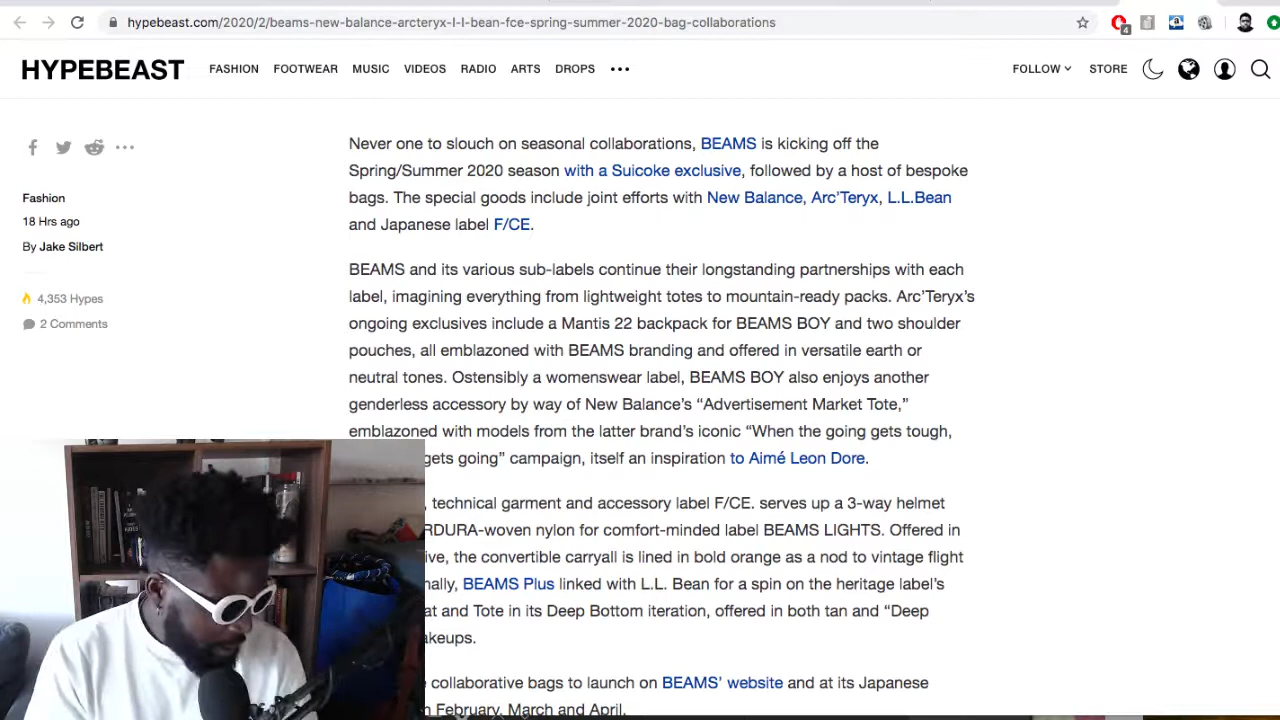 hypebeast.com/2020/2/beams-new-balance-arcteryx-l-l-bean-fce-spring-summer-2020-bag-collaborations
4
HYPEBEAST FASHION FOOTWEAR MUSIC VIDEOS RADIO ARTS DROPS ••• FOLLOW STORE
Fashion
18 Hrs ago
By Jake Silbert
4,353 Hypes
2 Comments
Never one to slouch on seasonal collaborations, BEAMS is kicking off the
Spring/Summer 2020 season with a Suicoke exclusive, followed by a host of bespoke
bags. The special goods include joint efforts with New Balance, Arc'Teryx, L.L.Bean
and Japanese label F/CE.
BEAMS and its various sub-labels continue their longstanding partnerships with each
label, imagining everything from lightweight totes to mountain-ready packs. Arc'Teryx's
ongoing exclusives include a Mantis 22 backpack for BEAMS BOY and two shoulder
pouches, all emblazoned with BEAMS branding and offered in versatile earth or
neutral tones. Ostensibly a womenswear label, BEAMS BOY also enjoys another
genderless accessory by way of New Balance's “Advertisement Market Tote,”
emblazoned with models from the latter brand's iconic “When the going gets tough,
gets going” campaign, itself an inspiration to Aimé Leon Dore.
, technical garment and accessory label F/CE. serves up a 3-way helmet
RDURA-woven nylon for comfort-minded label BEAMS LIGHTS. Offered in
ive, the convertible carryall is lined in bold orange as a nod to vintage flight
nally, BEAMS Plus linked with L.L. Bean for a spin on the heritage label's
at and Tote in its Deep Bottom iteration, offered in both tan and “Deep
akeups.
collaborative bags to launch on BEAMS' website and at its Japanese
n February, March and April.